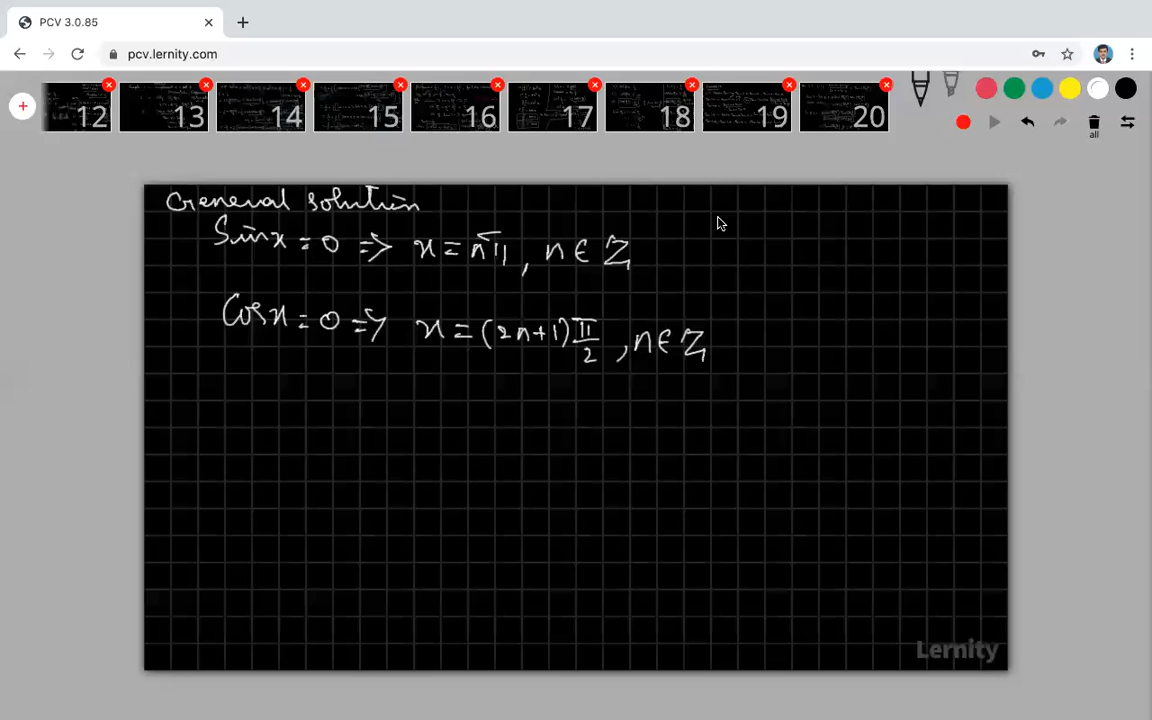 PCV 3.0.85
pcv.lernity.com
12 13 14 15 16 17 18 19 20
all
General solution
Sin x = 0 => x = nπ, n ∈ Z
Cos x = 0 => x = (2n+1)π/2, n ∈ Z
Lernity